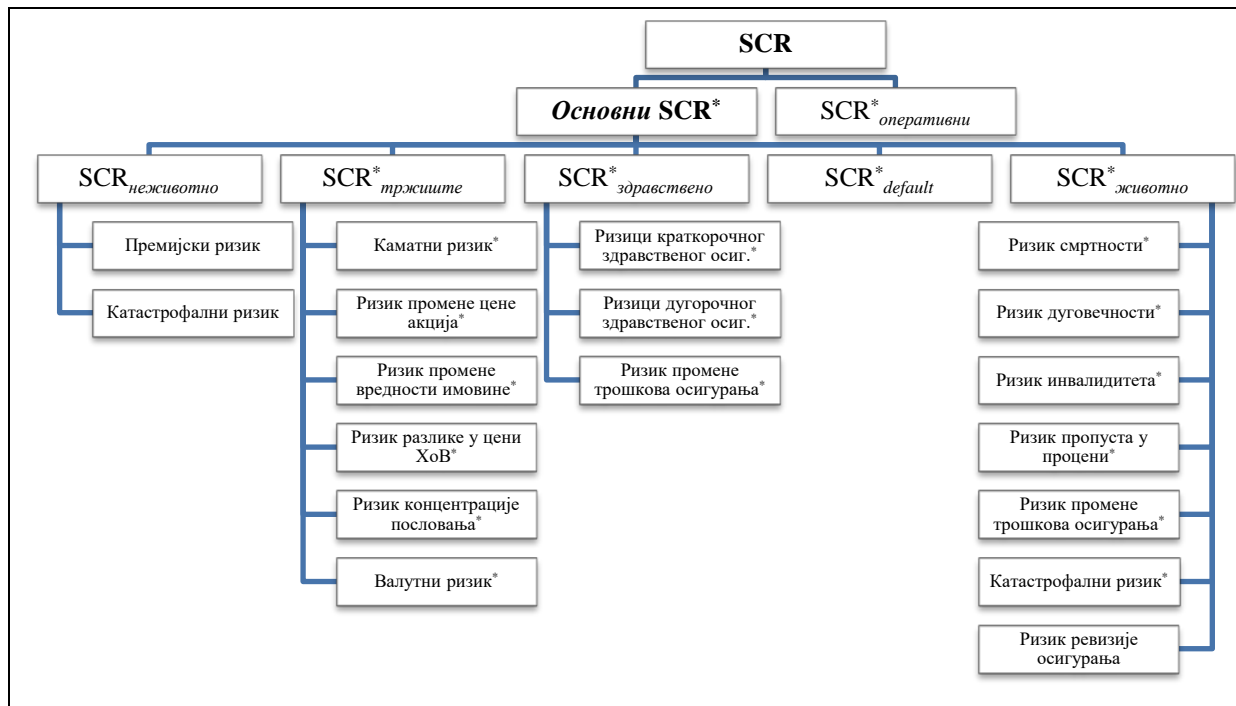 SCR
Основни SCR*
SCR*оперативни
SCRнеживотно
SCR*тржиште
SCR*здравствено
SCR*default
SCR*животно
Премијски ризик
Катастрофални ризик
Каматни ризик*
Ризик промене цене
акција*
Ризик промене
вредности имовине*
Ризик разлике у цени
ХоВ*
Ризик концентрације
пословања*
Валутни ризик*
Ризици краткорочног
здравственог осиг.*
Ризици дугорочног
здравственог осиг.*
Ризик промене
трошкова осигурања*
Ризик смртности*
Ризик дуговечности*
Ризик инвалидитета*
Ризик пропуста у
процени*
Ризик промене
трошкова осигурања*
Катастрофални ризик*
Ризик ревизије
осигурања